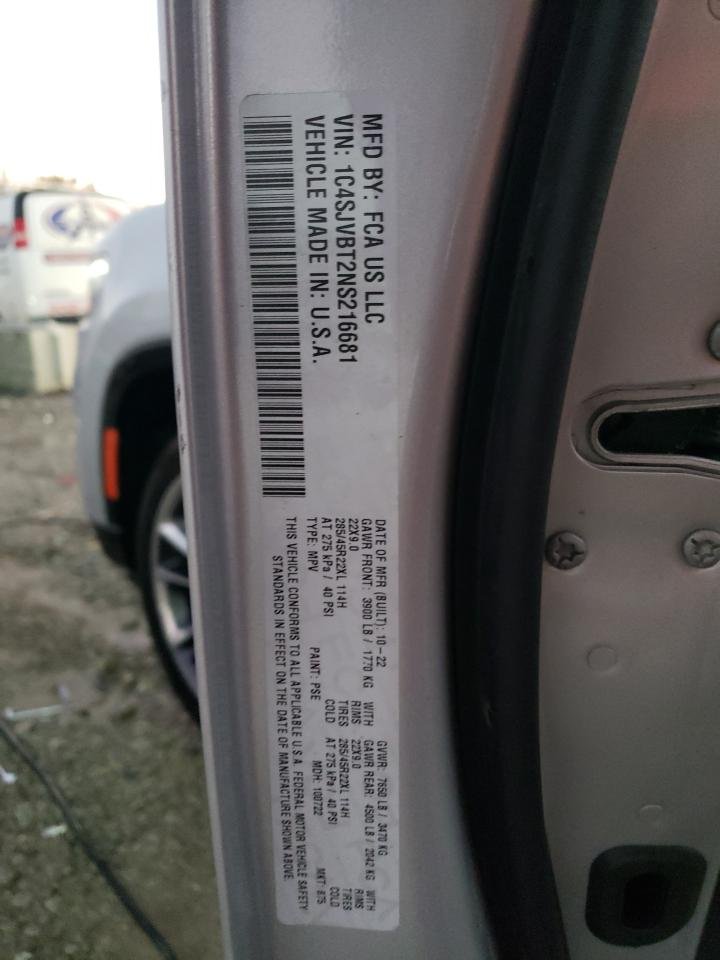 MFD BY: FCA US LLC
VIN: 1C4SJVBT2NS216681
VEHICLE MADE IN: U.S.A.
DATE OF MFR (BUILT): 10-22 GVWR: 7650 LB / 3470 KG
GAWR FRONT: 3900 LB / 1770 KG WITH GAWR REAR: 4500 LB / 2042 KG WITH
22X9.0 RIMS 22X9.0 RIMS
285/45R22XL 114H TIRES 285/45R22XL 114H TIRES
AT 275 kPa / 40 PSI COLD AT 275 kPa / 40 PSI COLD
TYPE: MPV PAINT: PSE MDH: 100722 MKT: 875
THIS VEHICLE CONFORMS TO ALL APPLICABLE U.S.A. FEDERAL MOTOR VEHICLE SAFETY
STANDARDS IN EFFECT ON THE DATE OF MANUFACTURE SHOWN ABOVE.